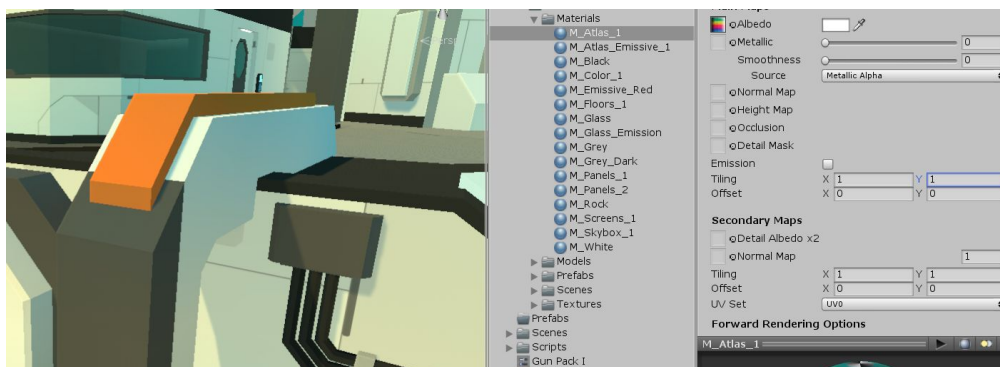 Materials
M_Atlas_1
M_Atlas_Emissive_1
M_Black
M_Color_1
M_Emissive_Red
M_Floors_1
M_Glass
M_Glass_Emission
M_Grey
M_Grey_Dark
M_Panels_1
M_Panels_2
M_Rock
M_Screens_1
M_Skybox_1
M_White
Models
Prefabs
Scenes
Textures
Prefabs
Scenes
Scripts
Gun Pack I
Albedo
Metallic 0
Smoothness 0
Source Metallic Alpha
Normal Map
Height Map
Occlusion
Detail Mask
Emission
Tiling X 1 Y 1
Offset X 0 Y 0
Secondary Maps
Detail Albedo x2
Normal Map 1
Tiling X 1 Y 1
Offset X 0 Y 0
UV Set UV0
Forward Rendering Options
M_Atlas_1